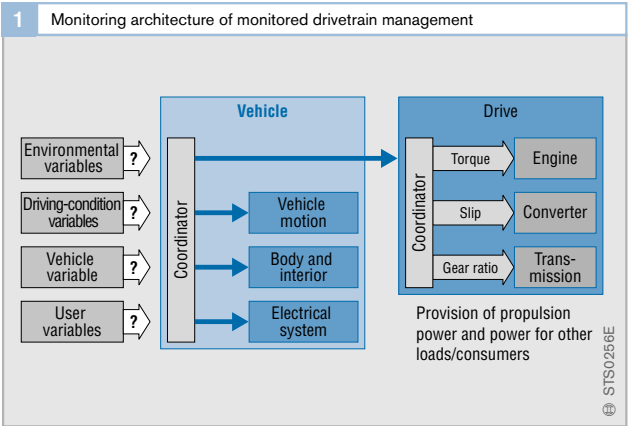 1
Monitoring architecture of monitored drivetrain management
Vehicle
Drive
Environmental
variables
?
Driving-condition
variables
?
Vehicle
variable
?
User
variables
?
Coordinator
Vehicle
motion
Body and
interior
Electrical
system
Coordinator
Torque
Engine
Slip
Converter
Gear ratio
Trans-
mission
Provision of propulsion
power and power for other
loads/consumers
STS0256E